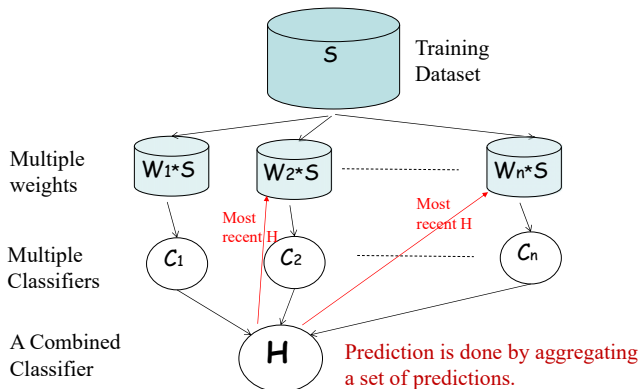 S
Training
Dataset
Multiple
weights
W1*S
W2*S
Wn*S
Most
recent H
Most
recent H
Multiple
Classifiers
C1
C2
Cn
A Combined
Classifier
H
Prediction is done by aggregating
a set of predictions.